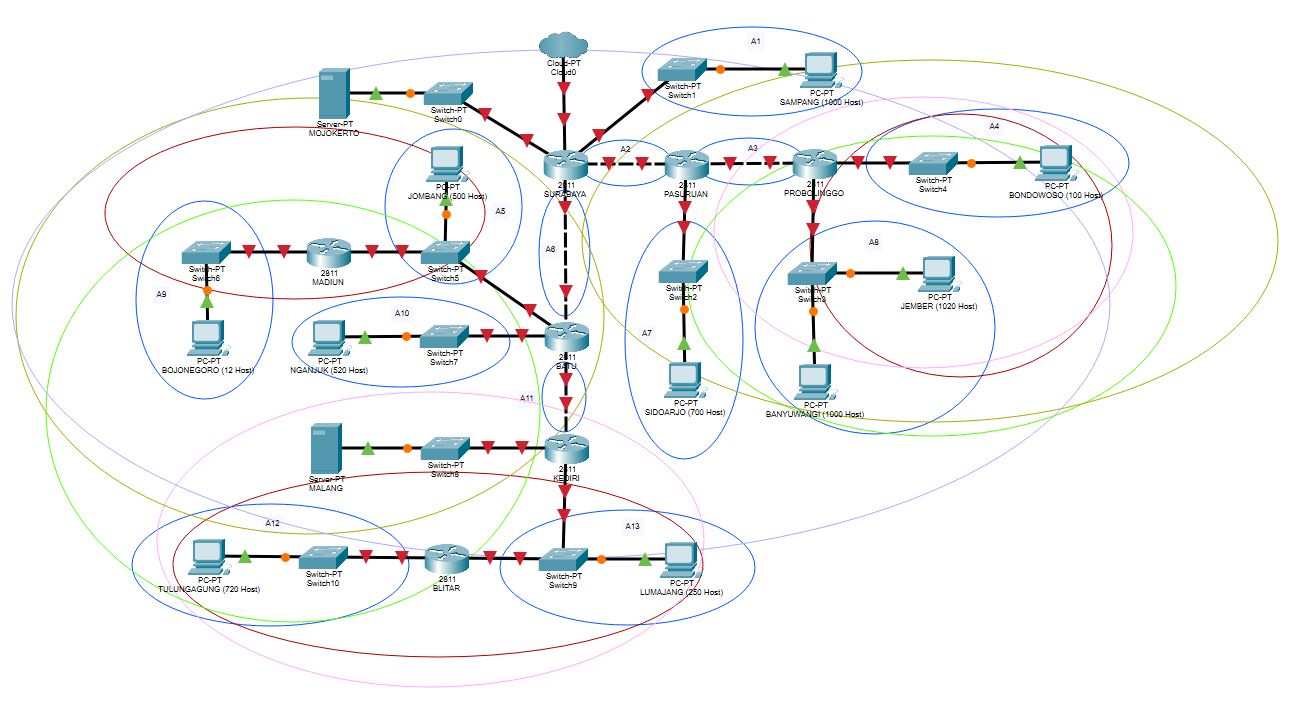 A1
Cloud-PT
Cloud0
Switch-PT
Switch1
PC-PT
SAMPANG (1000 Host)
Server-PT
MOJOKERTO
Switch-PT
Switch0
A2
A3
A4
2811
SURABAYA
2811
PASURUAN
2811
PROBOLINGGO
Switch-PT
Switch4
PC-PT
BONDOWOSO (100 Host)
PC-PT
JOMBANG (500 Host)
A5
A6
A8
Switch-PT
Switch6
2811
MADIUN
Switch-PT
Switch5
Switch-PT
Switch2
Switch-PT
Switch3
PC-PT
JEMBER (1020 Host)
A9
A10
A7
PC-PT
BOJONEGORO (12 Host)
PC-PT
NGANJUK (520 Host)
Switch-PT
Switch7
2811
BATU
PC-PT
SIDOARJO (700 Host)
PC-PT
BANYUWANGI (1000 Host)
A11
Server-PT
MALANG
Switch-PT
Switch8
2811
KEDIRI
A12
A13
PC-PT
TULUNGAGUNG (720 Host)
Switch-PT
Switch10
2811
BLITAR
Switch-PT
Switch9
PC-PT
LUMAJANG (250 Host)